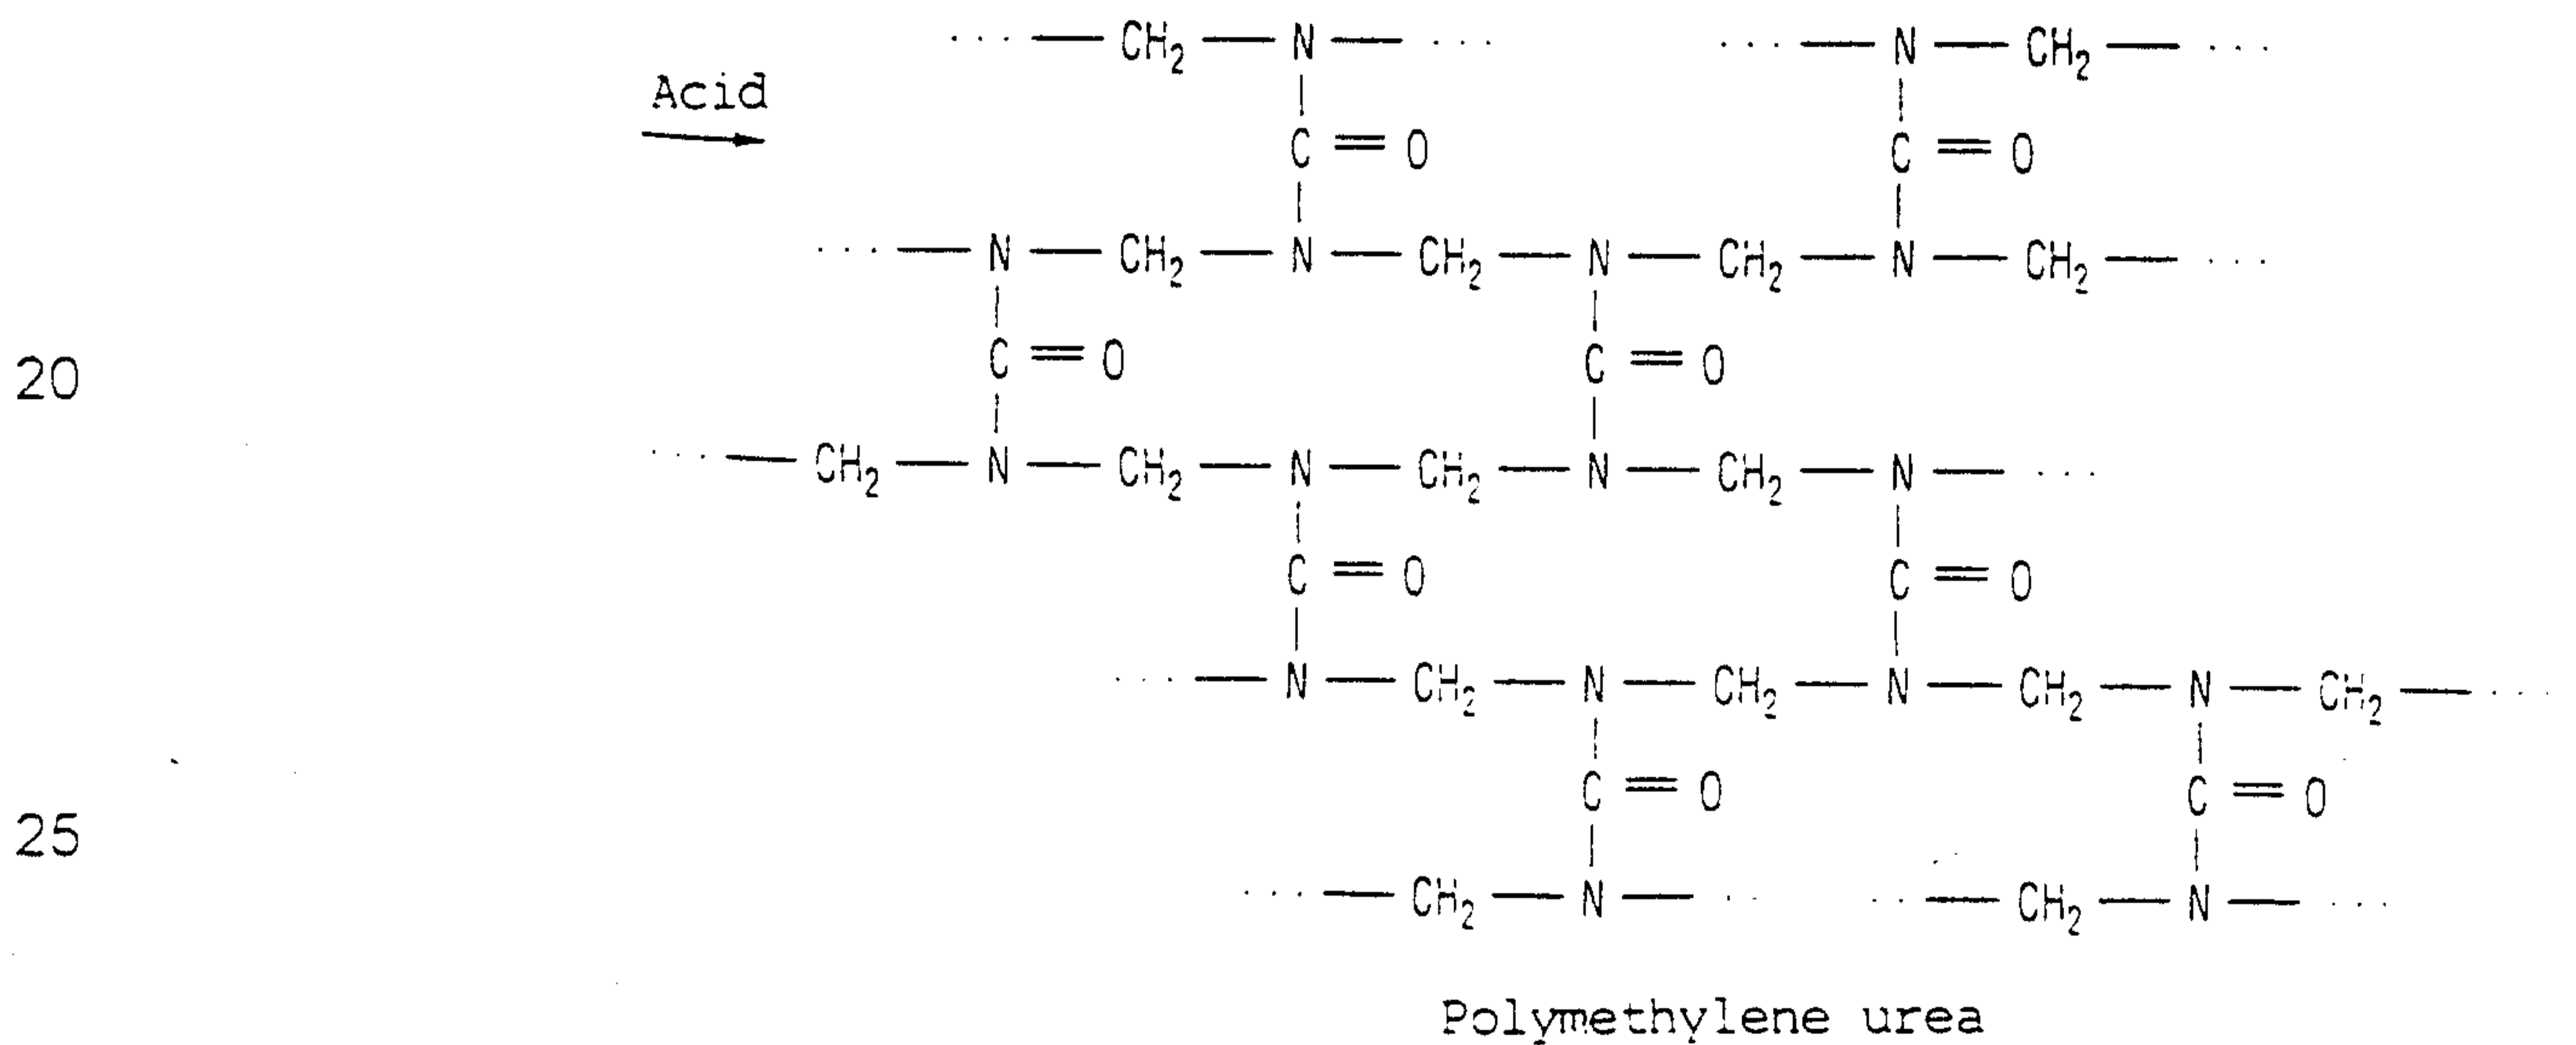 ··· — CH₂ — N — ··· ··· — N — CH₂ — ···
Acid
C = O C = O
··· — N — CH₂ — N — CH₂ — N — CH₂ — N — CH₂ — ···
20 C = O C = O
··· — CH₂ — N — CH₂ — N — CH₂ — N — CH₂ — N — ···
C = O C = O
··· — N — CH₂ — N — CH₂ — N — CH₂ — N — CH₂ — ···
25 C = O C = O
··· — CH₂ — N — ··· ··· — CH₂ — N — ···
Polymethylene urea